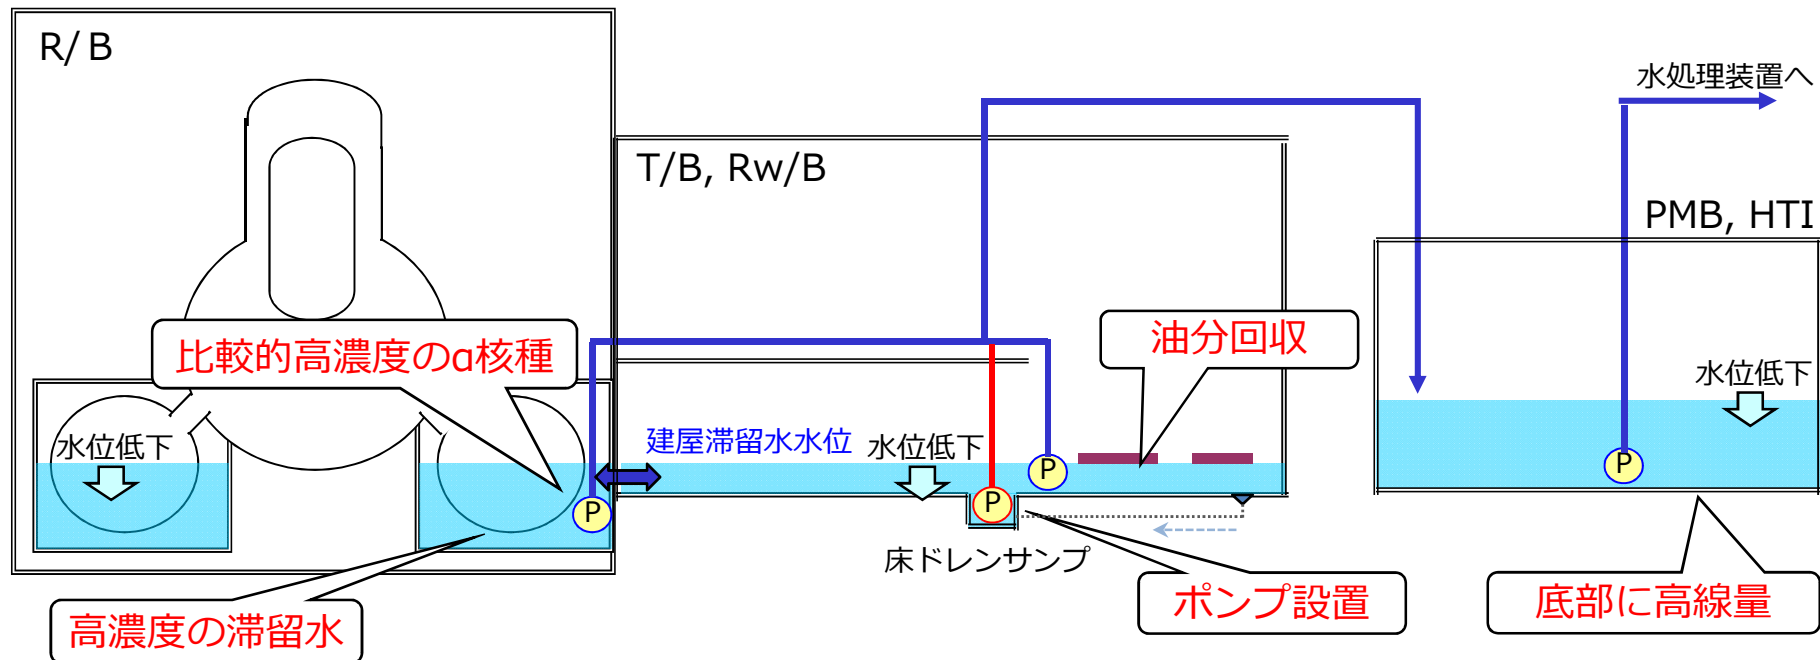 R/B
水処理装置へ
T/B, Rw/B
PMB, HTI
比較的高濃度のα核種
油分回収
水位低下
水位低下
建屋滞留水水位
水位低下
P
P
P
P
床ドレンサンプ
高濃度の滞留水
ポンプ設置
底部に高線量